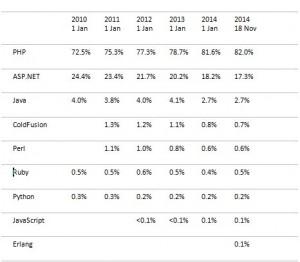 2010 2011 2012 2013 2014 2014
1 Jan 1 Jan 1 Jan 1 Jan 1 Jan 18 Nov
PHP 72.5% 75.3% 77.3% 78.7% 81.6% 82.0%
ASP.NET 24.4% 23.4% 21.7% 20.2% 18.2% 17.3%
Java 4.0% 3.8% 4.0% 4.1% 2.7% 2.7%
ColdFusion 1.3% 1.2% 1.1% 0.8% 0.7%
Perl 1.1% 1.0% 0.8% 0.6% 0.6%
Ruby 0.5% 0.5% 0.6% 0.5% 0.4% 0.5%
Python 0.3% 0.3% 0.2% 0.2% 0.2% 0.2%
JavaScript <0.1% <0.1% 0.1% 0.1%
Erlang 0.1%